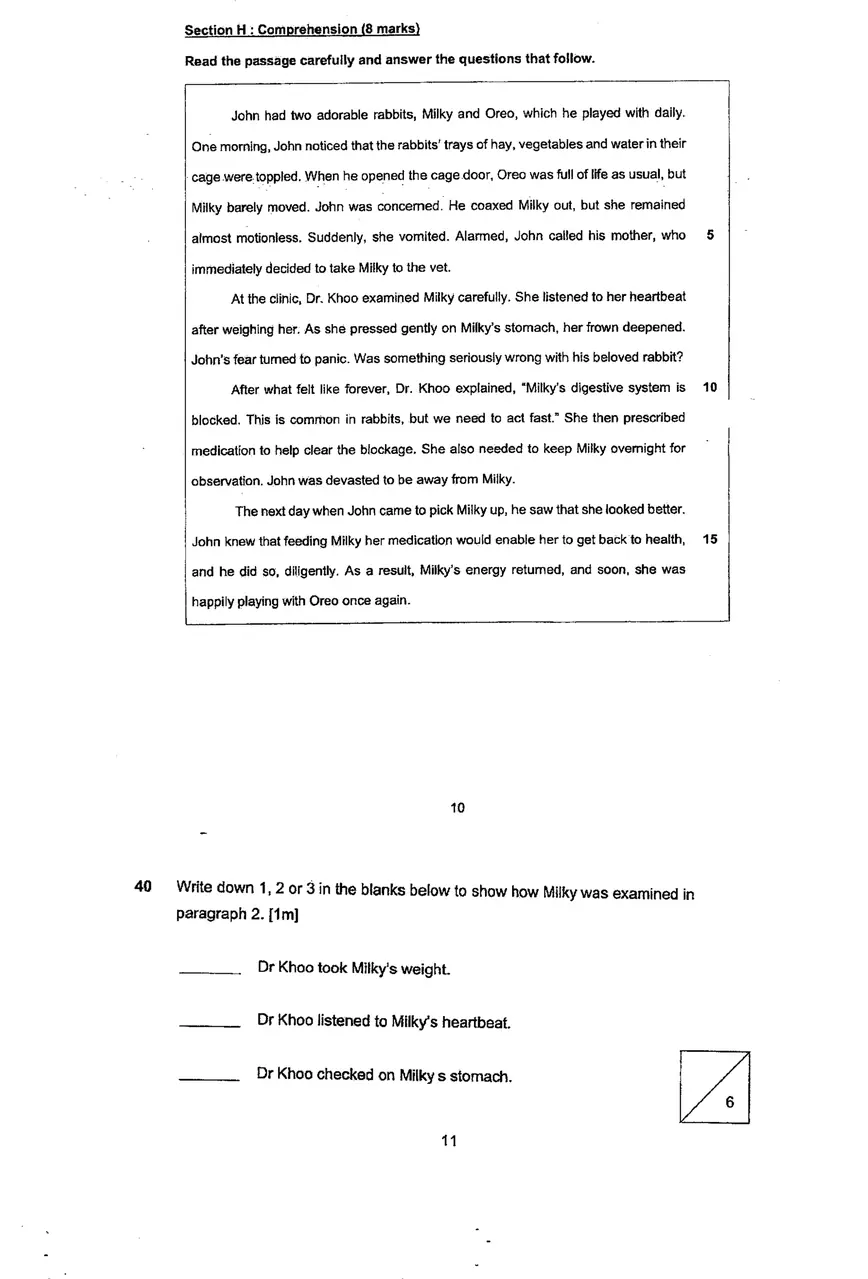 Section H : Comprehension (8 marks)
Read the passage carefully and answer the questions that follow.
John had two adorable rabbits, Milky and Oreo, which he played with daily.
One morning, John noticed that the rabbits' trays of hay, vegetables and water in their
cage were toppled. When he opened the cage door, Oreo was full of life as usual, but
Milky barely moved. John was concerned. He coaxed Milky out, but she remained
almost motionless. Suddenly, she vomited. Alarmed, John called his mother, who 5
immediately decided to take Milky to the vet.
At the clinic, Dr. Khoo examined Milky carefully. She listened to her heartbeat
after weighing her. As she pressed gently on Milky's stomach, her frown deepened.
John's fear turned to panic. Was something seriously wrong with his beloved rabbit?
After what felt like forever, Dr. Khoo explained, "Milky's digestive system is 10
blocked. This is common in rabbits, but we need to act fast." She then prescribed
medication to help clear the blockage. She also needed to keep Milky overnight for
observation. John was devasted to be away from Milky.
The next day when John came to pick Milky up, he saw that she looked better.
John knew that feeding Milky her medication would enable her to get back to health, 15
and he did so, diligently. As a result, Milky's energy returned, and soon, she was
happily playing with Oreo once again.
10
40 Write down 1, 2 or 3 in the blanks below to show how Milky was examined in
paragraph 2. [1m]
Dr Khoo took Milky's weight.
Dr Khoo listened to Milky's heartbeat.
Dr Khoo checked on Milky s stomach.
6
11